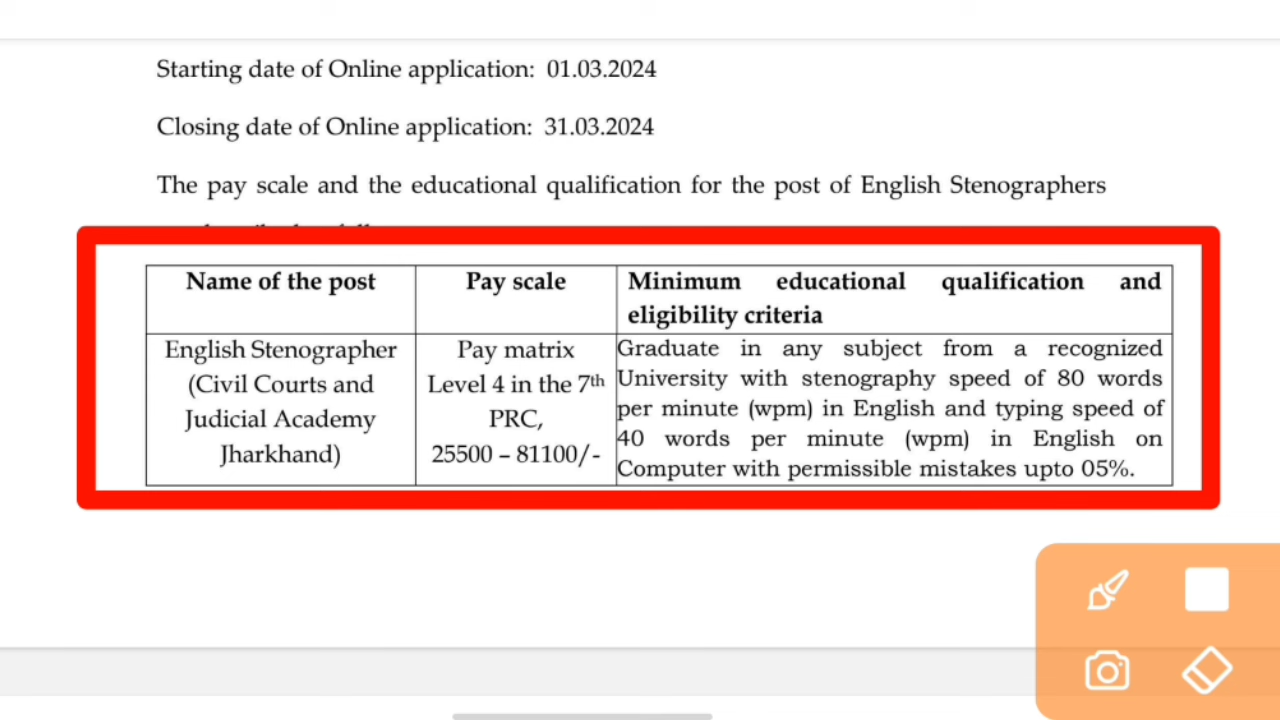 Starting date of Online application: 01.03.2024
Closing date of Online application: 31.03.2024
The pay scale and the educational qualification for the post of English Stenographers
Name of the post
Pay scale
Minimum educational qualification and
eligibility criteria
English Stenographer
(Civil Courts and
Judicial Academy
Jharkhand)
Pay matrix
Level 4 in the 7th
PRC,
25500 – 81100/-
Graduate in any subject from a recognized
University with stenography speed of 80 words
per minute (wpm) in English and typing speed of
40 words per minute (wpm) in English on
Computer with permissible mistakes upto 05%.